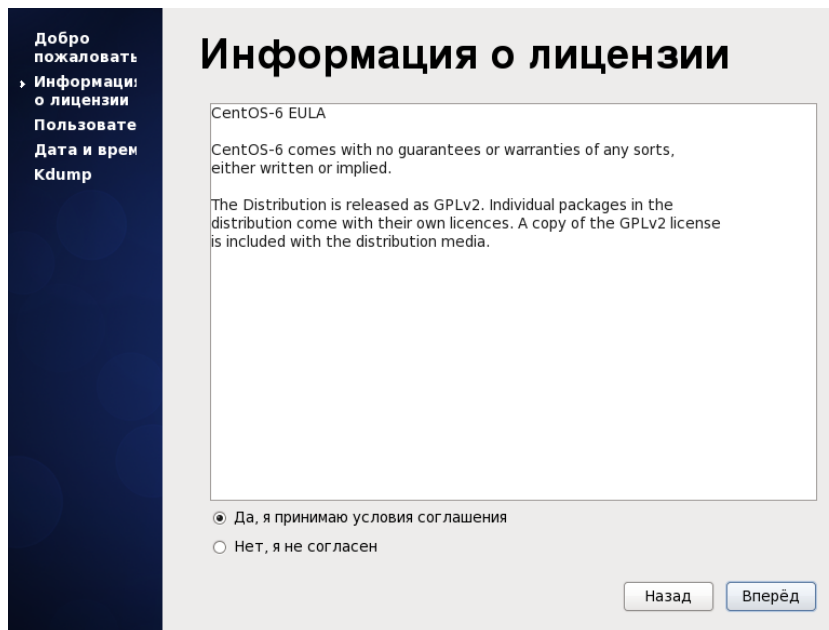 Добро
пожаловать
Информация
о лицензии
Пользовате
Дата и врем
Kdump
Информация о лицензии
CentOS-6 EULA
CentOS-6 comes with no guarantees or warranties of any sorts,
either written or implied.
The Distribution is released as GPLv2. Individual packages in the
distribution come with their own licences. A copy of the GPLv2 license
is included with the distribution media.
Да, я принимаю условия соглашения
Нет, я не согласен
Назад
Вперёд